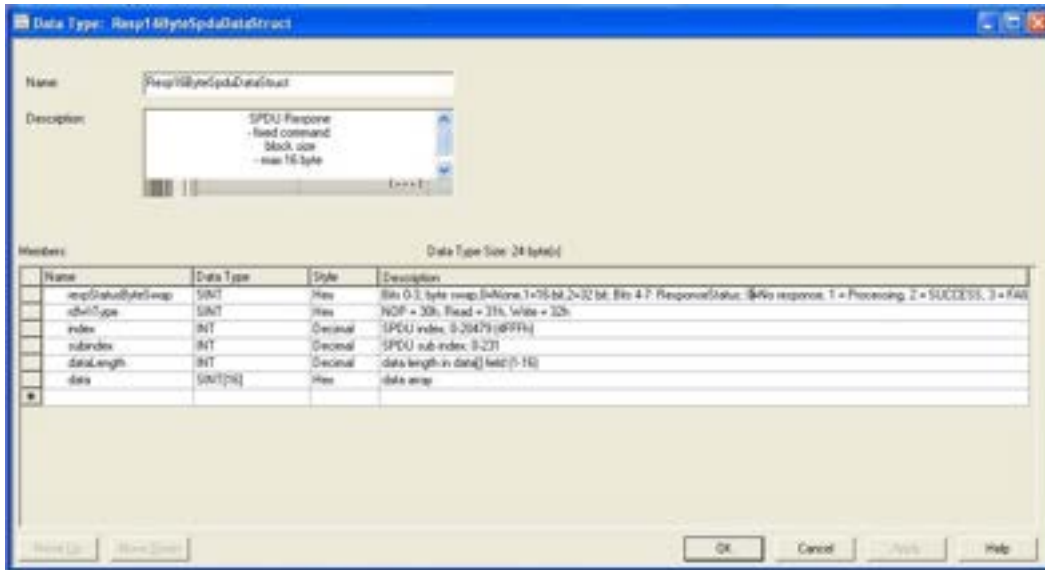 Data Type: Resp16ByteSpduDataStruct
Name: Resp16ByteSpduDataStruct
Description: SPDU-Respone
- fixed command
block size
- max 16 byte
Members: Data Type Size: 24 byte(s)
Name Data Type Style Description
respStatusByteSwap SINT Hex Bits 0-3: byte swap, 0=None,1=16 bit,2=32 bit; Bits 4-7: ResponseStatus, 0=No response, 1 = Processing, 2 = SUCCESS, 3 = FAI
rdWrType SINT Hex NOP = 30h, Read = 31h, Write = 32h
index INT Decimal SPDU index, 0-20479 (4FFFh)
subindex INT Decimal SPDU sub-index: 0-231
dataLength INT Decimal data length in data[] field (1-16)
data SINT[16] Hex data array
Move Up Move Down OK Cancel Apply Help